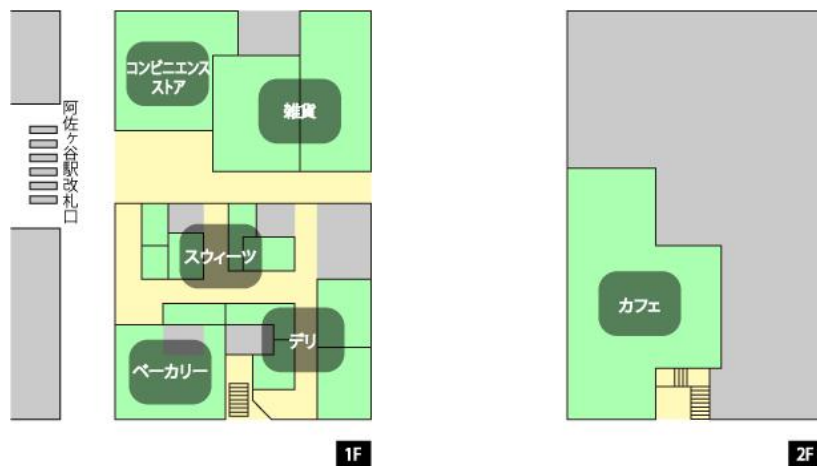 コンビニエンス
ストア
雑貨
阿佐ヶ谷駅改札口
スウィーツ
デリ
ベーカリー
1F
カフェ
2F